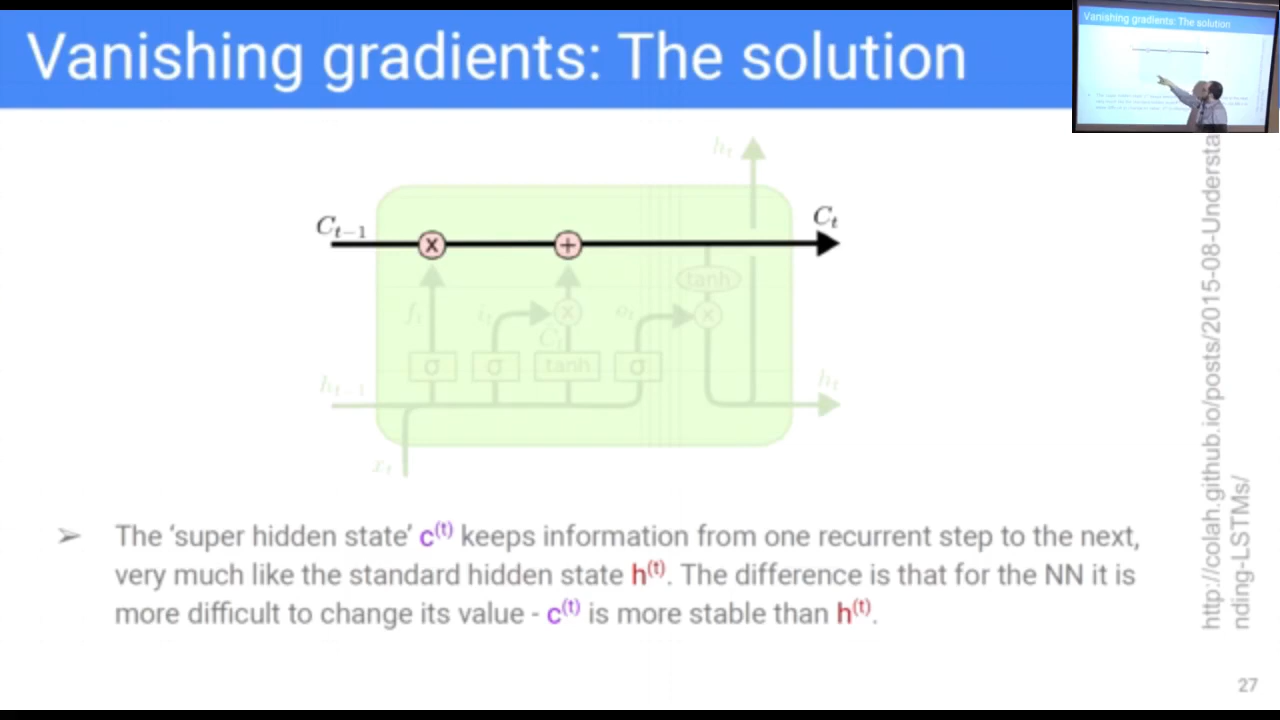 Vanishing gradients: The solution
Vanishing gradients: The solution
h_t
C_{t-1}
C_t
x
+
tanh
f_t
i_t
x
o_t
x
C_t
σ
σ
tanh
σ
h_{t-1}
h_t
x_t
➢ The ‘super hidden state’ c^(t) keeps information from one recurrent step to the next,
very much like the standard hidden state h^(t). The difference is that for the NN it is
more difficult to change its value - c^(t) is more stable than h^(t).
http://colah.github.io/posts/2015-08-Understa
nding-LSTMs/
27